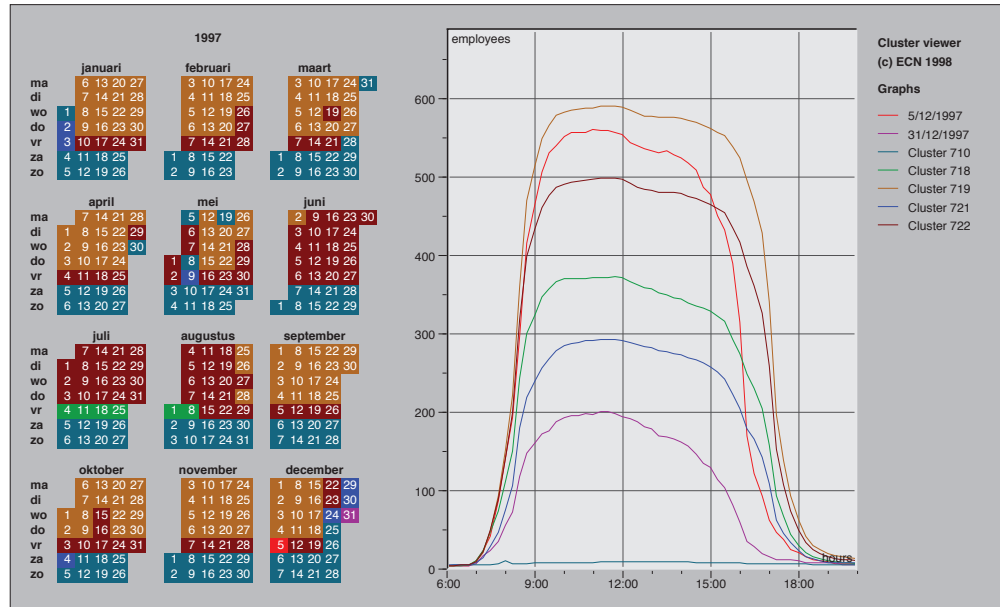 1997
januari februari maart
ma 6 13 20 27 3 10 17 24 3 10 17 24 31
di 7 14 21 28 4 11 18 25 4 11 18 25
wo 1 8 15 22 29 5 12 19 26 5 12 19 26
do 2 9 16 23 30 6 13 20 27 6 13 20 27
vr 3 10 17 24 31 7 14 21 28 7 14 21 28
za 4 11 18 25 1 8 15 22 1 8 15 22 29
zo 5 12 19 26 2 9 16 23 2 9 16 23 30
april mei juni
ma 7 14 21 28 5 12 19 26 2 9 16 23 30
di 1 8 15 22 29 6 13 20 27 3 10 17 24
wo 2 9 16 23 30 7 14 21 28 4 11 18 25
do 3 10 17 24 1 8 15 22 29 5 12 19 26
vr 4 11 18 25 2 9 16 23 30 6 13 20 27
za 5 12 19 26 3 10 17 24 31 7 14 21 28
zo 6 13 20 27 4 11 18 25 1 8 15 22 29
juli augustus september
ma 7 14 21 28 4 11 18 25 1 8 15 22 29
di 1 8 15 22 29 5 12 19 26 2 9 16 23 30
wo 2 9 16 23 30 6 13 20 27 3 10 17 24
do 3 10 17 24 31 7 14 21 28 4 11 18 25
vr 4 11 18 25 1 8 15 22 29 5 12 19 26
za 5 12 19 26 2 9 16 23 30 6 13 20 27
zo 6 13 20 27 3 10 17 24 31 7 14 21 28
oktober november december
ma 6 13 20 27 3 10 17 24 1 8 15 22 29
di 7 14 21 28 4 11 18 25 2 9 16 23 30
wo 1 8 15 22 29 5 12 19 26 3 10 17 24 31
do 2 9 16 23 30 6 13 20 27 4 11 18 25
vr 3 10 17 24 31 7 14 21 28 5 12 19 26
za 4 11 18 25 1 8 15 22 29 6 13 20 27
zo 5 12 19 26 2 9 16 23 30 7 14 21 28
employees
600
500
400
300
200
100
0
hours
6:00 9:00 12:00 15:00 18:00
Cluster viewer
(c) ECN 1998
Graphs
5/12/1997
31/12/1997
Cluster 710
Cluster 718
Cluster 719
Cluster 721
Cluster 722